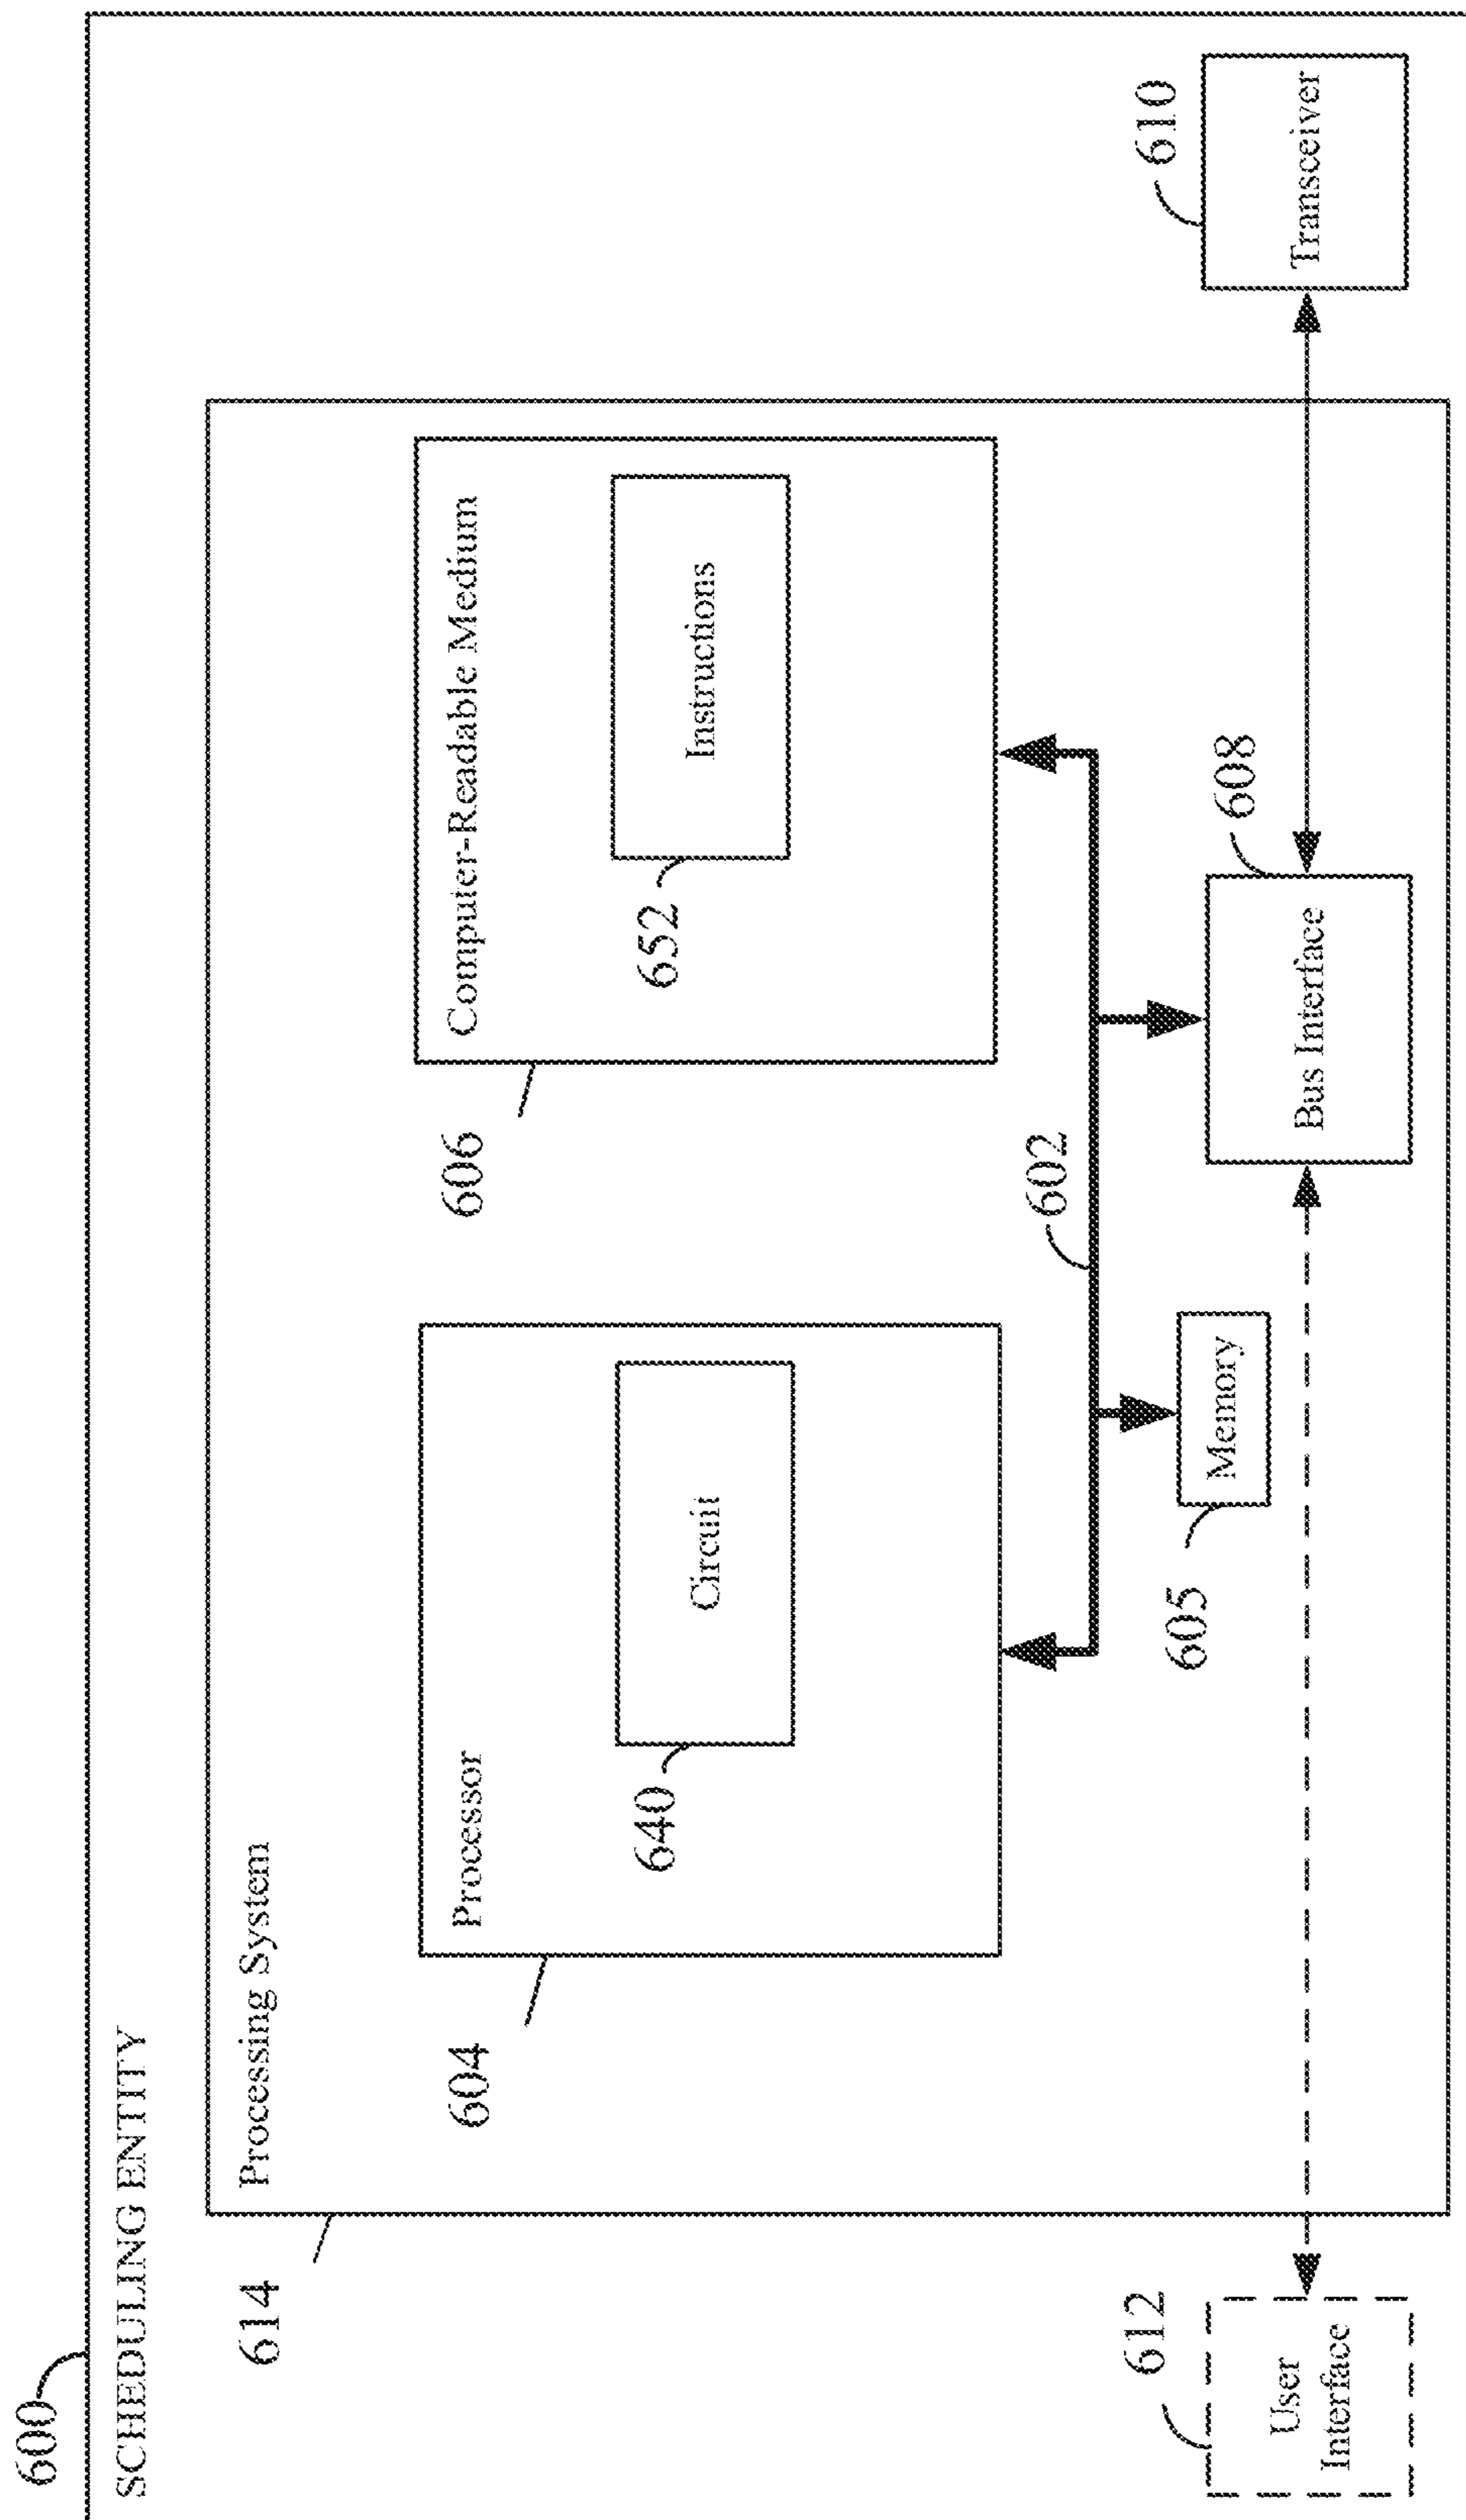 600
SCHEDULING ENTITY
614
Processing System
604
Processor
640
Circuit
606
Computer-Readable Medium
652
Instructions
602
605
Memory
608
Bus Interface
612
User
Interface
610
Transceiver